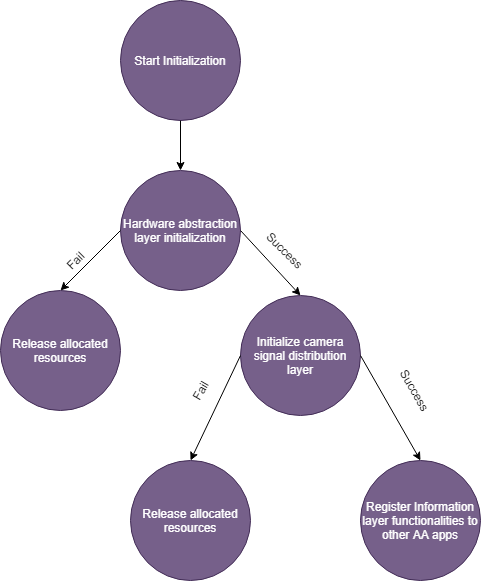 Start Initialization
Hardware abstraction
layer initialization
Fail
Success
Release allocated
resources
Initialize camera
signal distribution
layer
Fail
Success
Release allocated
resources
Register Information
layer functionalities to
other AA apps